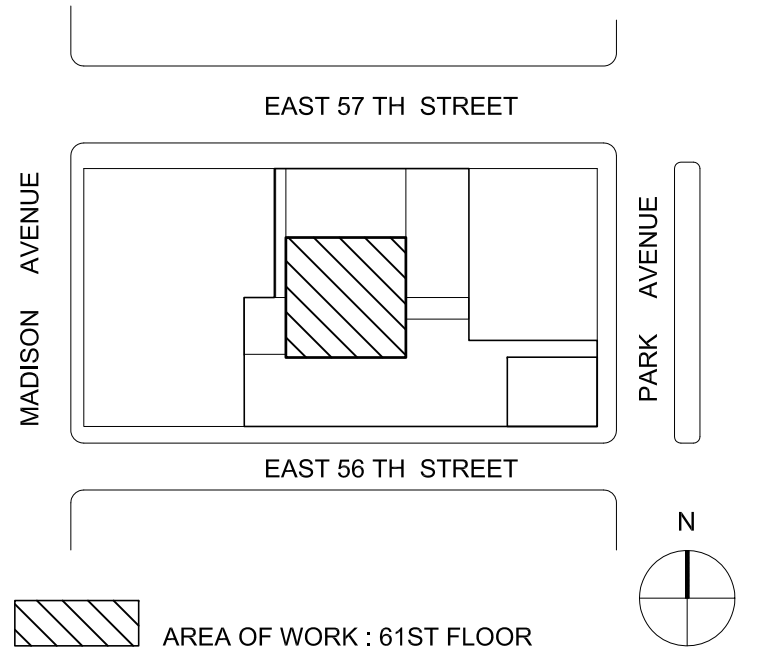 EAST 57 TH STREET
MADISON AVENUE
PARK AVENUE
EAST 56 TH STREET
N
AREA OF WORK : 61ST FLOOR